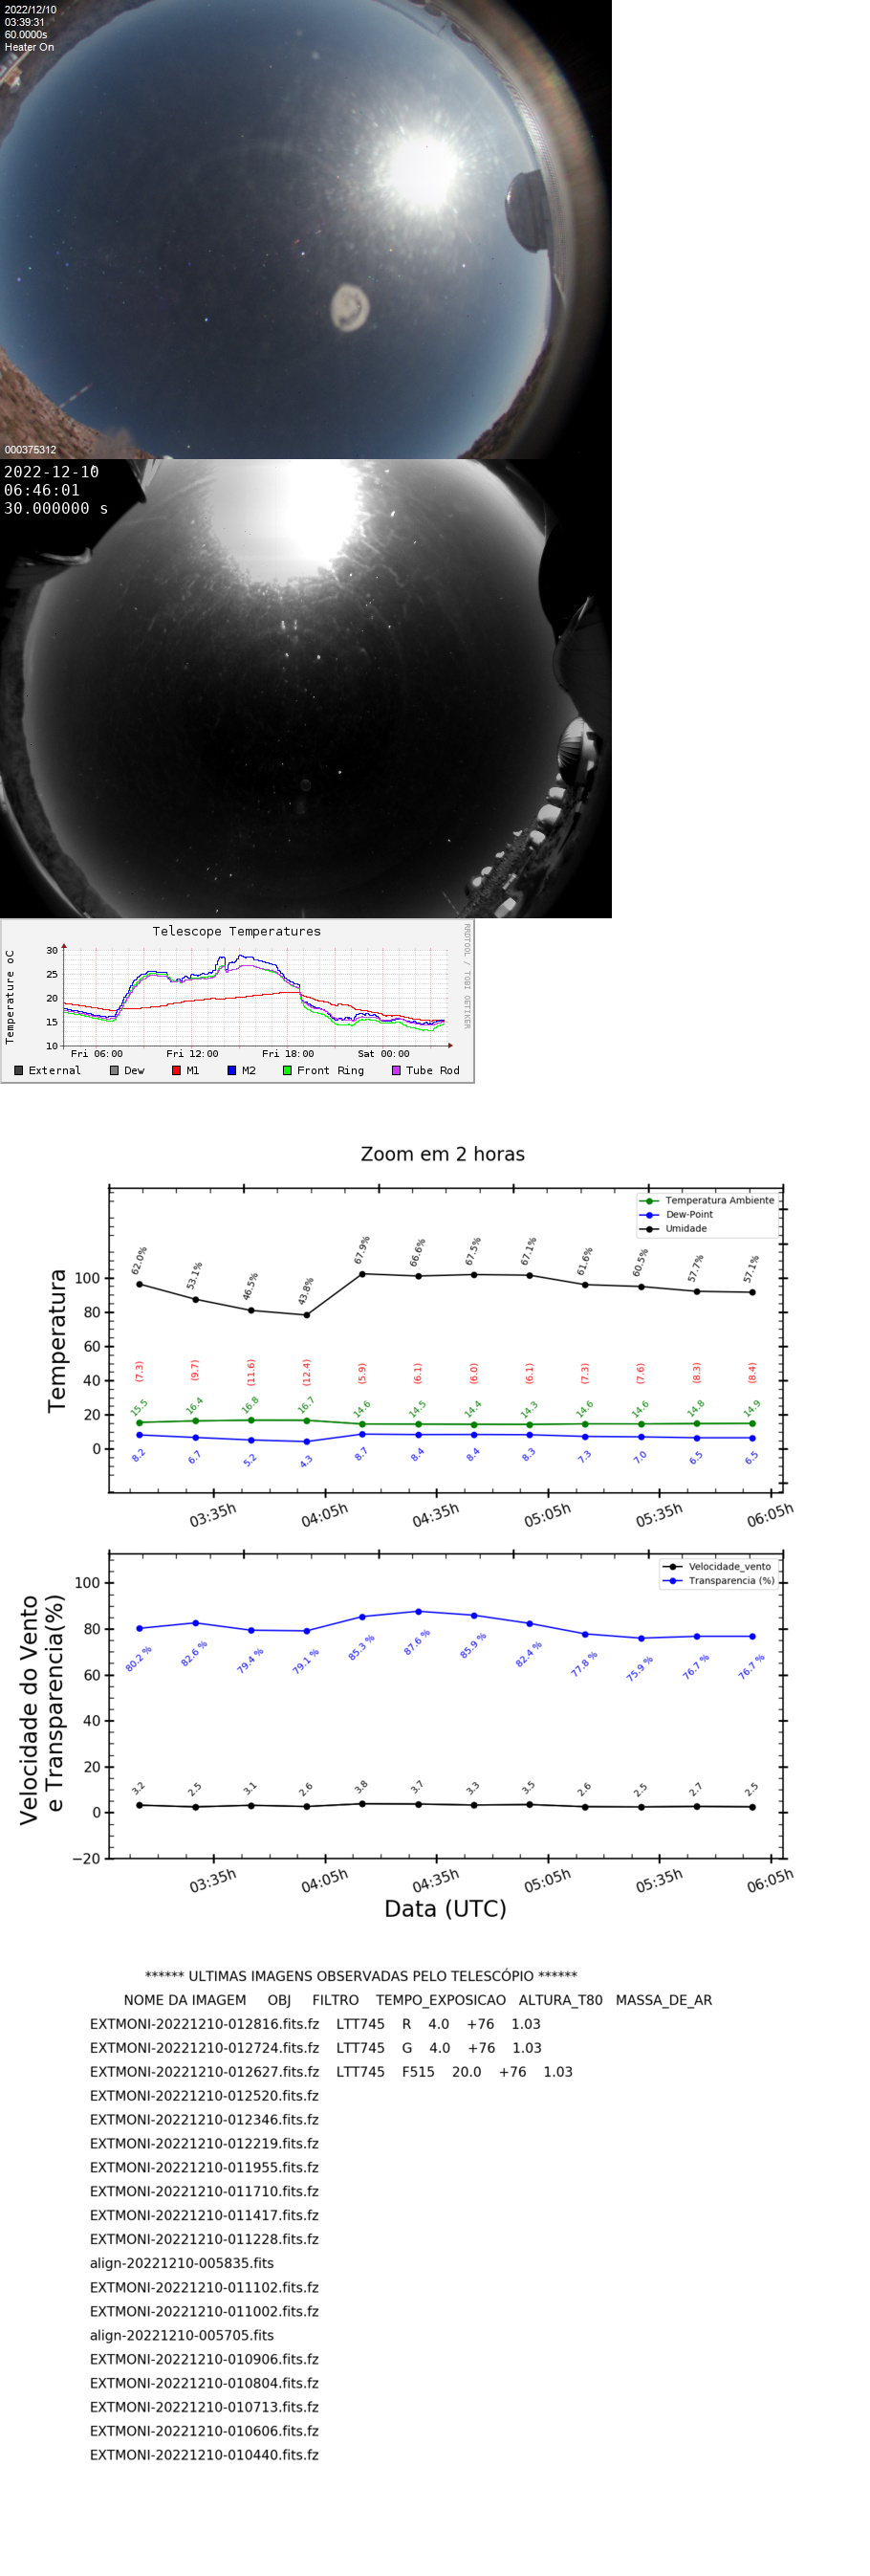 2022/12/10
03:39:31
60.0000s
Heater On
000375312
2022-12-10
06:46:01
30.000000 s
Telescope Temperatures
RRDTOOL / TOBI OETIKER
Temperature oC
30
25
20
15
10
Fri 06:00 Fri 12:00 Fri 18:00 Sat 00:00
External Dew M1 M2 Front Ring Tube Rod
Zoom em 2 horas
Temperatura Ambiente
Dew-Point
Umidade
Temperatura
100
80
60
40
20
0
62.0% 53.1% 46.5% 43.8% 67.9% 66.6% 67.5% 67.1% 61.6% 60.5% 57.7% 57.1%
(7.3) (9.7) (11.6) (12.4) (5.9) (6.1) (6.0) (6.1) (7.3) (7.6) (8.3) (8.4)
15.5 16.4 16.8 16.7 14.6 14.5 14.4 14.3 14.6 14.6 14.8 14.9
8.2 6.7 5.2 4.3 8.7 8.4 8.4 8.3 7.3 7.0 6.5 6.5
03:35h 04:05h 04:35h 05:05h 05:35h 06:05h
Velocidade_vento
Transparencia (%)
Velocidade do Vento
e Transparencia(%)
100
80
60
40
20
0
−20
80.2 % 82.6 % 79.4 % 79.1 % 85.3 % 87.6 % 85.9 % 82.4 % 77.8 % 75.9 % 76.7 % 76.7 %
3.2 2.5 3.1 2.6 3.8 3.7 3.3 3.5 2.6 2.5 2.7 2.5
03:35h 04:05h 04:35h 05:05h 05:35h 06:05h
Data (UTC)
****** ULTIMAS IMAGENS OBSERVADAS PELO TELESCÓPIO ******
NOME DA IMAGEM OBJ FILTRO TEMPO_EXPOSICAO ALTURA_T80 MASSA_DE_AR
EXTMONI-20221210-012816.fits.fz LTT745 R 4.0 +76 1.03
EXTMONI-20221210-012724.fits.fz LTT745 G 4.0 +76 1.03
EXTMONI-20221210-012627.fits.fz LTT745 F515 20.0 +76 1.03
EXTMONI-20221210-012520.fits.fz
EXTMONI-20221210-012346.fits.fz
EXTMONI-20221210-012219.fits.fz
EXTMONI-20221210-011955.fits.fz
EXTMONI-20221210-011710.fits.fz
EXTMONI-20221210-011417.fits.fz
EXTMONI-20221210-011228.fits.fz
align-20221210-005835.fits
EXTMONI-20221210-011102.fits.fz
EXTMONI-20221210-011002.fits.fz
align-20221210-005705.fits
EXTMONI-20221210-010906.fits.fz
EXTMONI-20221210-010804.fits.fz
EXTMONI-20221210-010713.fits.fz
EXTMONI-20221210-010606.fits.fz
EXTMONI-20221210-010440.fits.fz